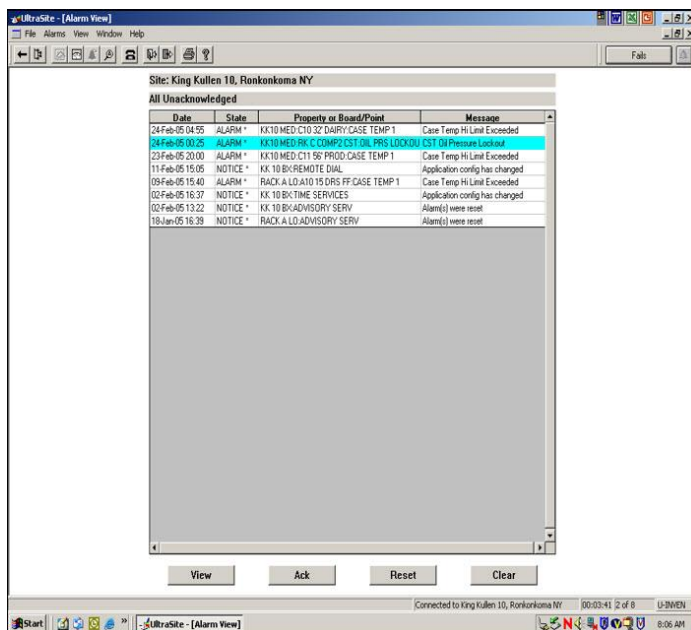 UltraSite - [Alarm View]
File Alarms View Window Help
Fails
Site: King Kullen 10, Ronkonkoma NY
All Unacknowledged
Date State Property or Board/Point Message
24-Feb-05 04:55 ALARM * KK10 MED:C10 32' DAIRY:CASE TEMP 1 Case Temp Hi Limit Exceeded
24-Feb-05 00:25 ALARM * KK10 MED:RK C COMP2 CST:OIL PRS LOCKOU CST Oil Pressure Lockout
23-Feb-05 20:00 ALARM * KK10 MED:C11 56' PROD:CASE TEMP 1 Case Temp Hi Limit Exceeded
11-Feb-05 15:05 NOTICE * KK 10 BX:REMOTE DIAL Application config has changed
09-Feb-05 15:40 ALARM * RACK A LO:A10 15 DRS FF:CASE TEMP 1 Case Temp Hi Limit Exceeded
02-Feb-05 16:37 NOTICE * KK 10 BX:TIME SERVICES Application config has changed
02-Feb-05 13:22 NOTICE * KK 10 BX:ADVISORY SERV Alarm(s) were reset
18-Jan-05 16:39 NOTICE * RACK A LO:ADVISORY SERV Alarm(s) were reset
View Ack Reset Clear
Connected to King Kullen 10, Ronkonkoma NY 00:03:41 2 of 8 U-INVEN
Start » UltraSite - [Alarm View] 8:06 AM